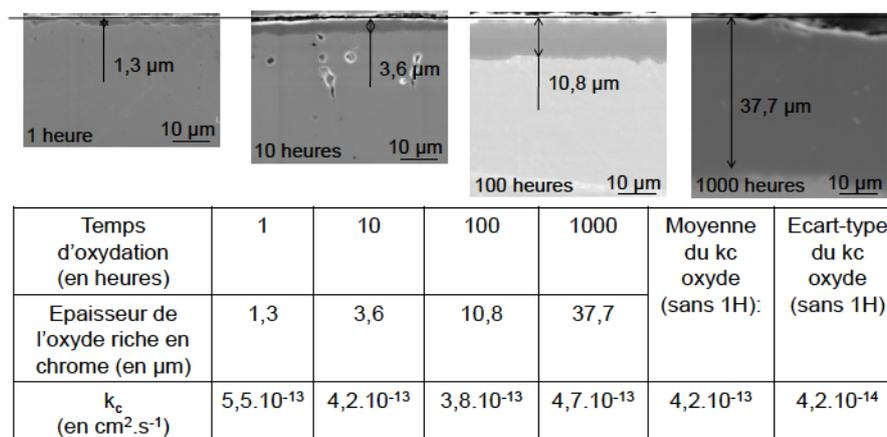 1,3 µm
1 heure
10 µm
3,6 µm
10 heures
10 µm
10,8 µm
100 heures
10 µm
37,7 µm
1000 heures
10 µm
Temps d'oxydation (en heures)
1
10
100
1000
Moyenne du kc oxyde (sans 1H):
Ecart-type du kc oxyde (sans 1H)
Epaisseur de l'oxyde riche en chrome (en µm)
1,3
3,6
10,8
37,7
kc (en cm².s⁻¹)
5,5.10⁻¹³
4,2.10⁻¹³
3,8.10⁻¹³
4,7.10⁻¹³
4,2.10⁻¹³
4,2.10⁻¹⁴